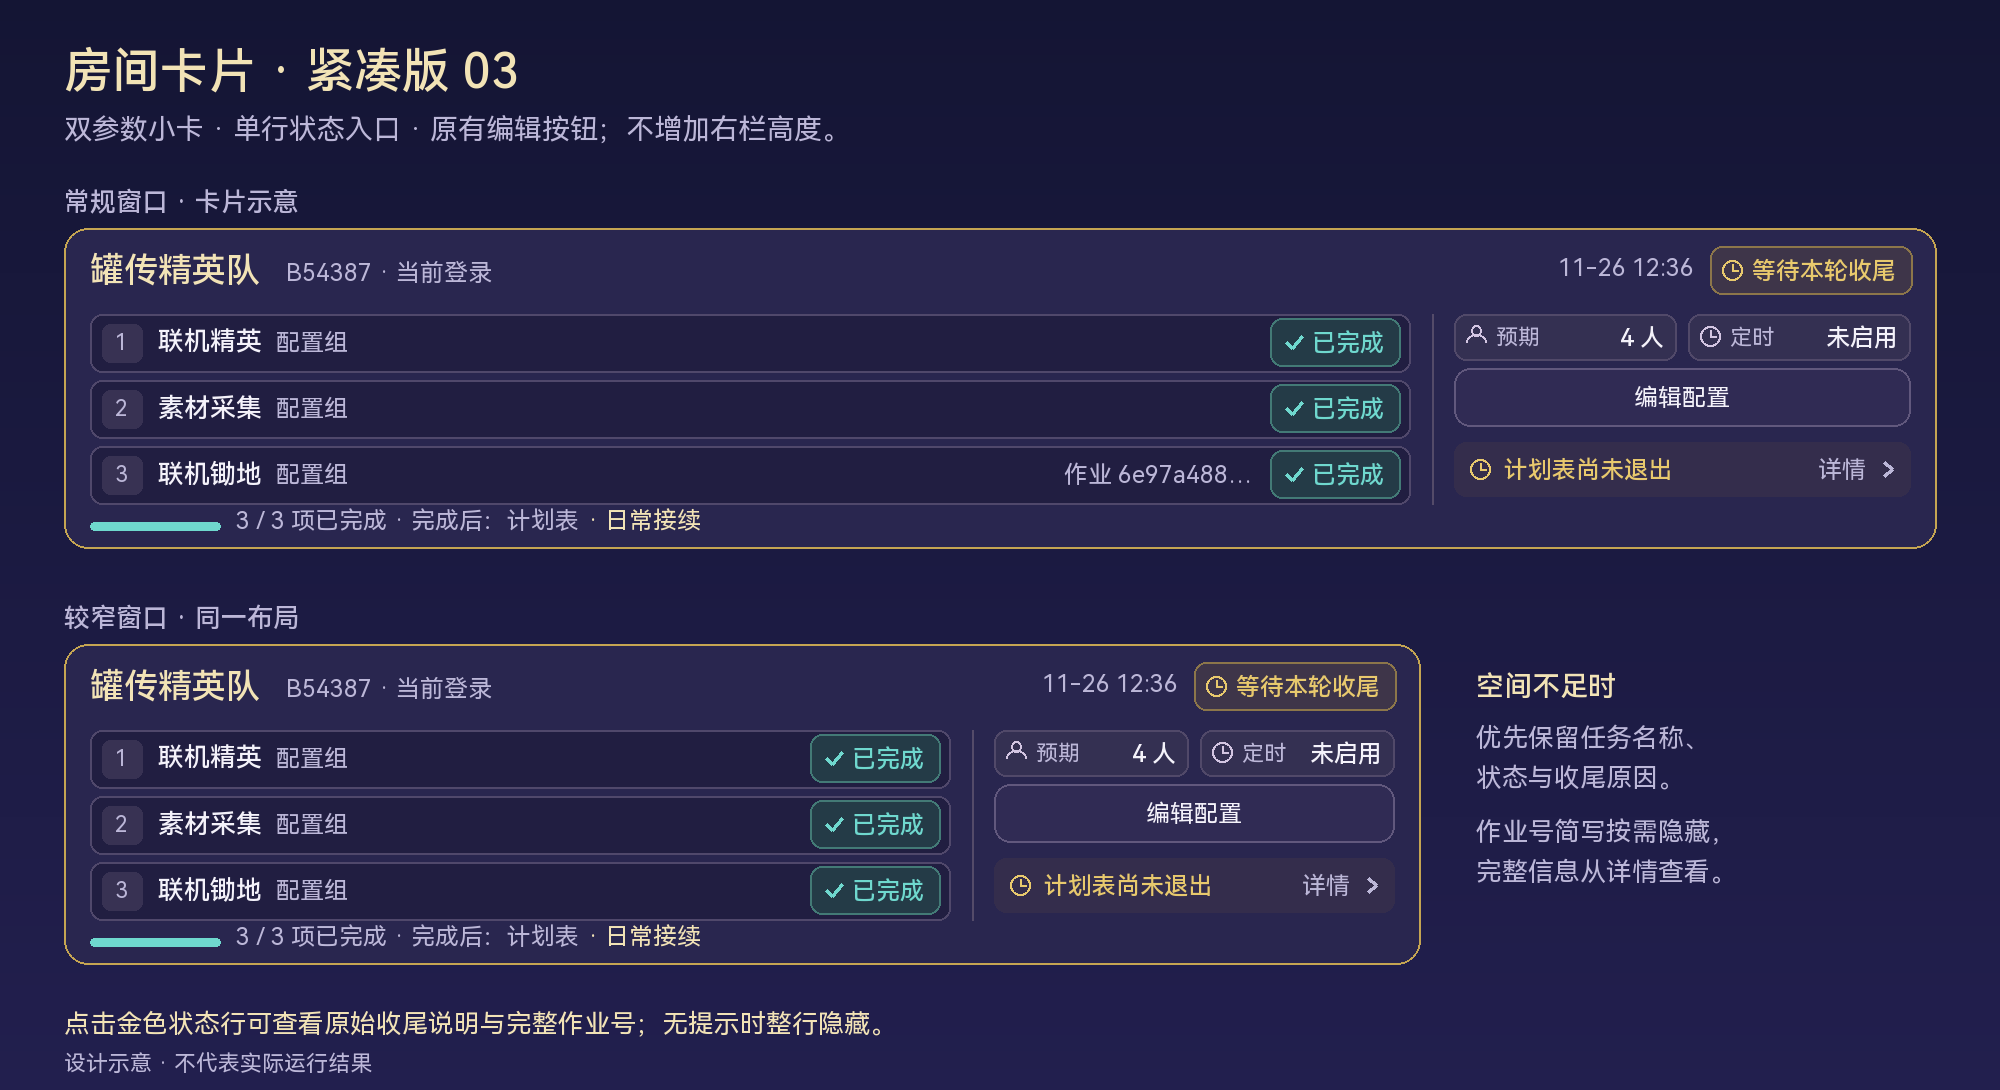 房间卡片 · 紧凑版 03
双参数小卡 · 单行状态入口 · 原有编辑按钮；不增加右栏高度。
常规窗口 · 卡片示意
罐传精英队 B54387 · 当前登录 11-26 12:36 等待本轮收尾
1 联机精英 配置组 已完成
预期 4 人 定时 未启用
2 素材采集 配置组 已完成
编辑配置
3 联机锄地 配置组 作业 6e97a488... 已完成
计划表尚未退出 详情
3 / 3 项已完成 · 完成后：计划表 · 日常接续
较窄窗口 · 同一布局
罐传精英队 B54387 · 当前登录 11-26 12:36 等待本轮收尾
1 联机精英 配置组 已完成
预期 4 人 定时 未启用
2 素材采集 配置组 已完成
编辑配置
3 联机锄地 配置组 已完成
计划表尚未退出 详情
3 / 3 项已完成 · 完成后：计划表 · 日常接续
空间不足时
优先保留任务名称、
状态与收尾原因。
作业号简写按需隐藏，
完整信息从详情查看。
点击金色状态行可查看原始收尾说明与完整作业号；无提示时整行隐藏。
设计示意 · 不代表实际运行结果